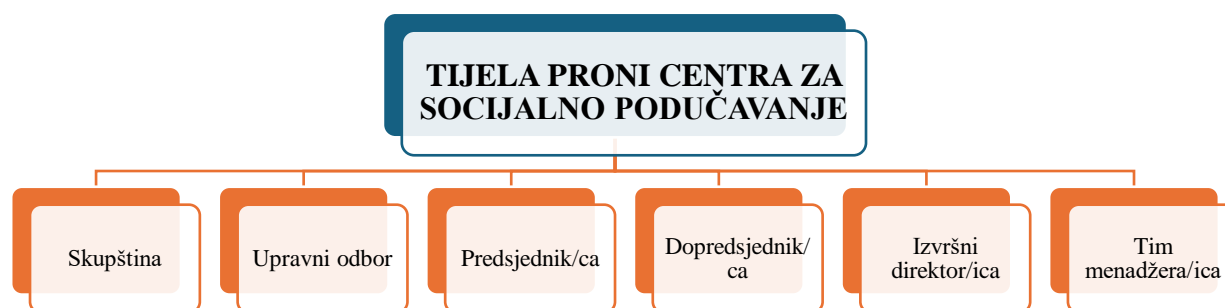 TIJELA PRONI CENTRA ZA
SOCIJALNO PODUČAVANJE
Skupština
Upravni odbor
Predsjednik/ca
Dopredsjednik/
ca
Izvršni
direktor/ica
Tim
menadžera/ica